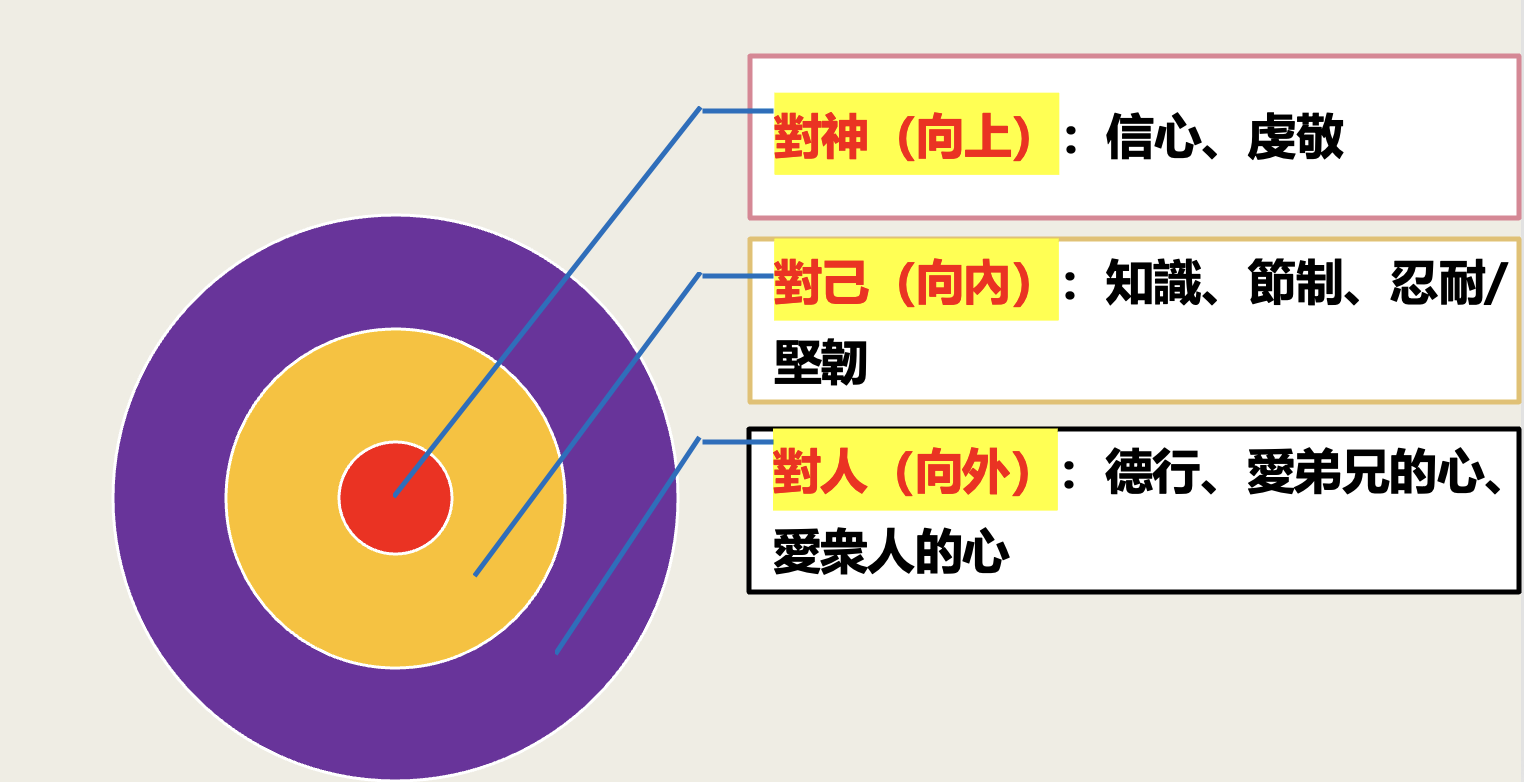 對神（向上）：信心、虔敬
對己（向內）：知識、節制、忍耐/
堅韌
對人（向外）：德行、愛弟兄的心、
愛衆人的心